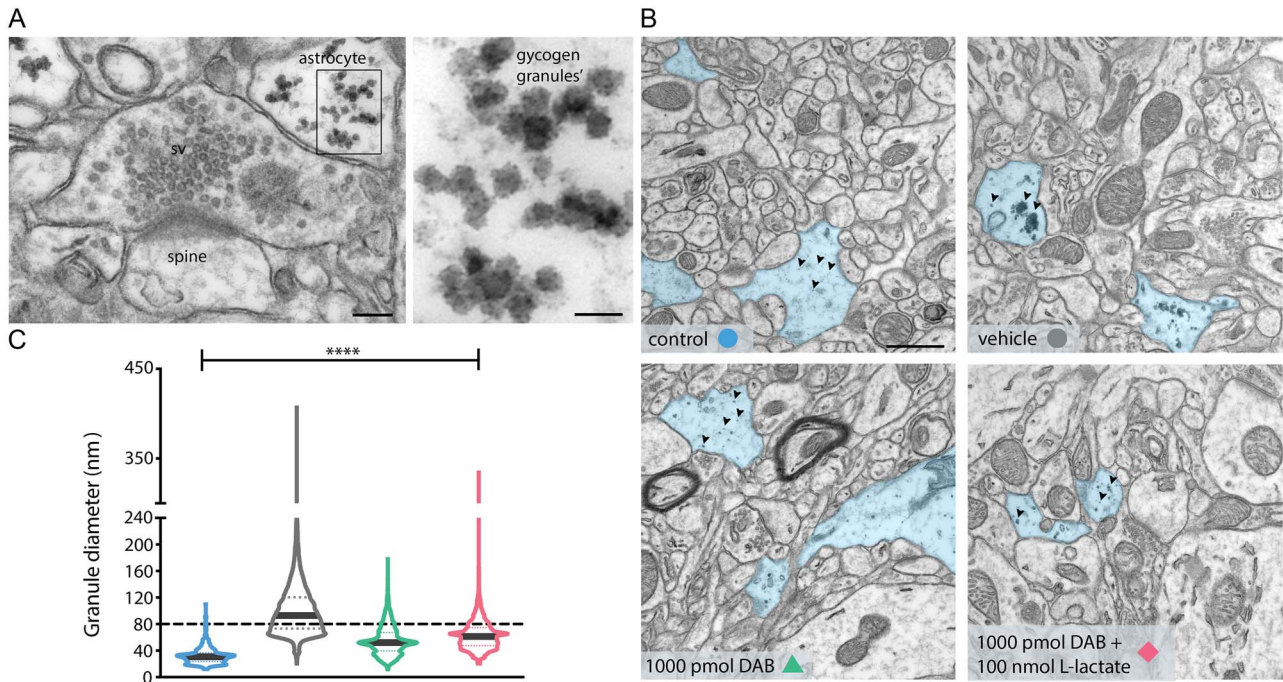 A
astrocyte
sv
spine
gycogen
granules'
B
control
vehicle
1000 pmol DAB
1000 pmol DAB +
100 nmol L-lactate
C
****
Granule diameter (nm)
450
350
240
200
160
120
80
40
0